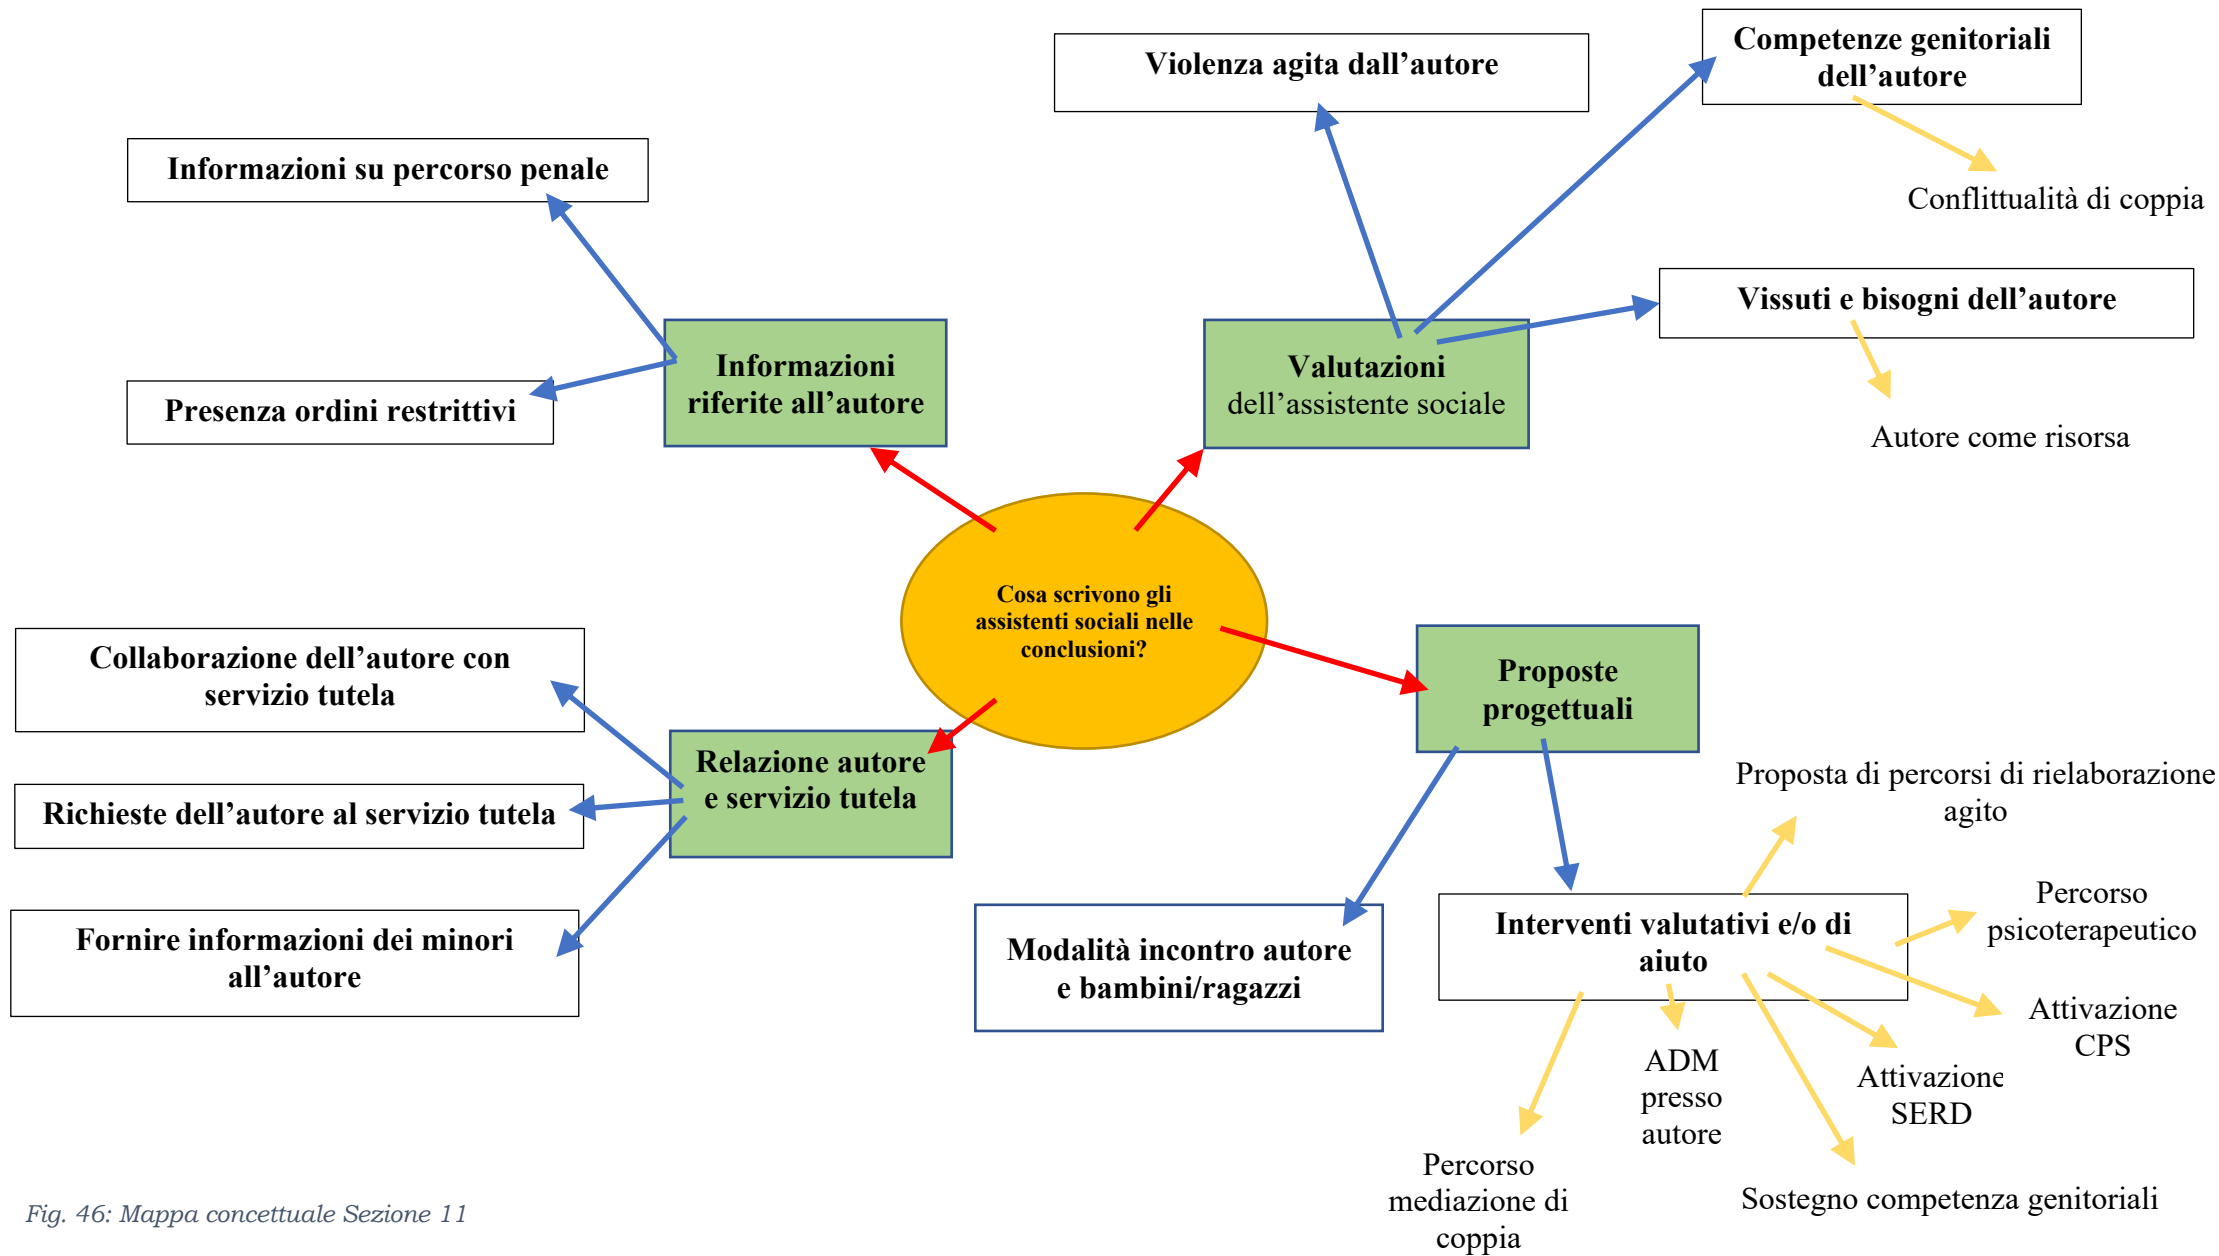 Competenze genitoriali
dell’autore
Violenza agita dall’autore
Informazioni su percorso penale
Conflittualità di coppia
Vissuti e bisogni dell’autore
Informazioni
riferite all’autore
Valutazioni
dell’assistente sociale
Presenza ordini restrittivi
Autore come risorsa
Cosa scrivono gli
assistenti sociali nelle
conclusioni?
Collaborazione dell’autore con
servizio tutela
Proposte
progettuali
Relazione autore
e servizio tutela
Richieste dell’autore al servizio tutela
Proposta di percorsi di rielaborazione
agito
Fornire informazioni dei minori
all’autore
Modalità incontro autore
e bambini/ragazzi
Interventi valutativi e/o di
aiuto
Percorso
psicoterapeutico
Attivazione
CPS
ADM
presso
autore
Attivazione
SERD
Percorso
mediazione di
coppia
Sostegno competenza genitoriali
Fig. 46: Mappa concettuale Sezione 11